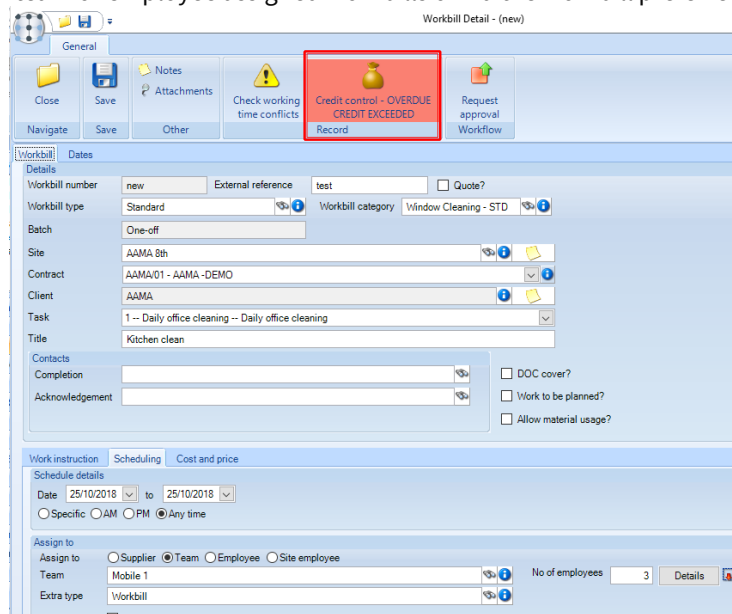 Workbill Detail - (new)
General
Close
Save
Notes
Attachments
Check working
time conflicts
Credit control - OVERDUE
CREDIT EXCEEDED
Request
approval
Navigate Save Other Record Workflow
Workbill Dates
Details
Workbill number new External reference test Quote?
Workbill type Standard Workbill category Window Cleaning - STD
Batch One-off
Site AAMA 8th
Contract AAMA/01 - AAMA -DEMO
Client AAMA
Task 1 -- Daily office cleaning -- Daily office cleaning
Title Kitchen clean
Contacts
Completion DOC cover?
Acknowledgement Work to be planned?
Allow material usage?
Work instruction Scheduling Cost and price
Schedule details
Date 25/10/2018 to 25/10/2018
Specific AM PM Any time
Assign to
Assign to Supplier Team Employee Site employee
Team Mobile 1 No of employees 3 Details
Extra type Workbill